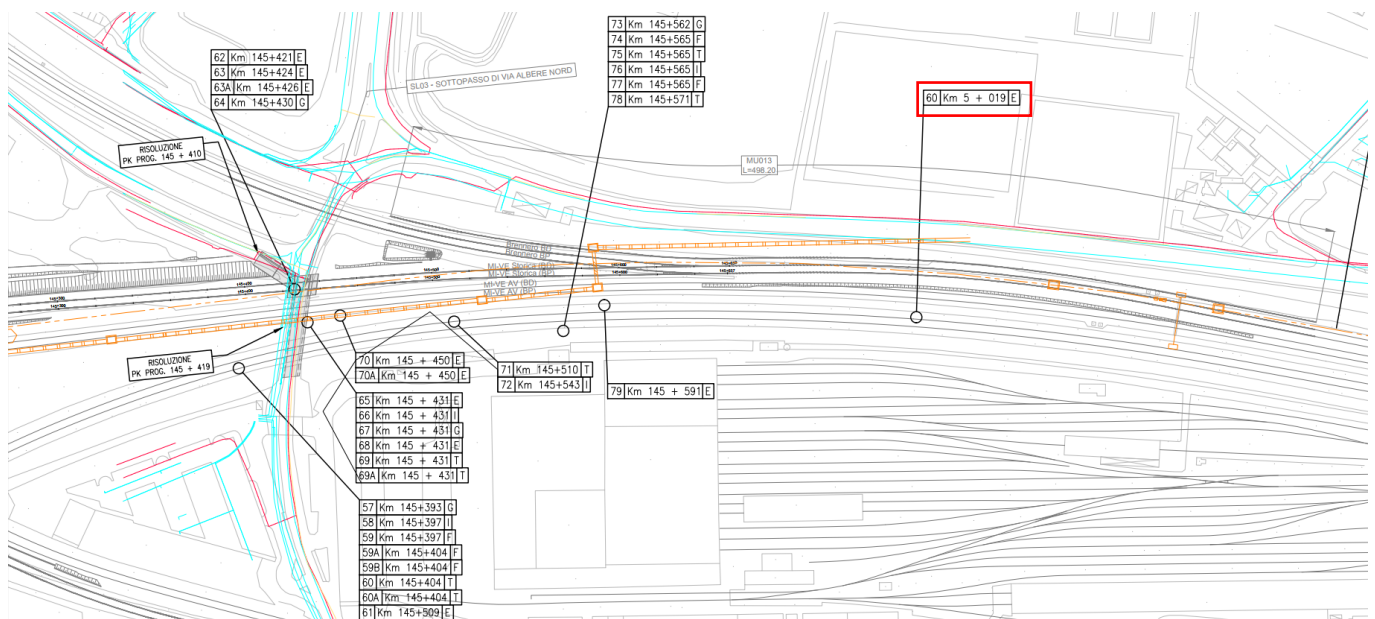 62 Km 145+421 E
63 Km 145+424 E
63A Km 145+426 E
64 Km 145+430 G
SL03 - SOTTOPASSO DI VIA ALBERE NORD
73 Km 145+562 G
74 Km 145+565 F
75 Km 145+565 T
76 Km 145+565 I
77 Km 145+565 F
78 Km 145+571 T
60 Km 5 + 019 E
RISOLUZIONE
PK PROG. 145 + 410
MU013
L=498.20
Brennero BD
Brennero BP
MI-VE Storica (BD)
MI-VE Storica (BP)
MI-VE AV (BD)
MI-VE AV (BP)
RISOLUZIONE
PK PROG. 145 + 419
70 Km 145 + 450 E
70A Km 145 + 450 E
71 Km 145+510 T
72 Km 145+543 I
79 Km 145 + 591 E
65 Km 145 + 431 E
66 Km 145 + 431 I
67 Km 145 + 431 G
68 Km 145 + 431 E
69 Km 145 + 431 T
69A Km 145 + 431 T
57 Km 145+393 G
58 Km 145+397 I
59 Km 145+397 F
59A Km 145+404 F
59B Km 145+404 F
60 Km 145+404 T
60A Km 145+404 T
61 Km 145+509 E